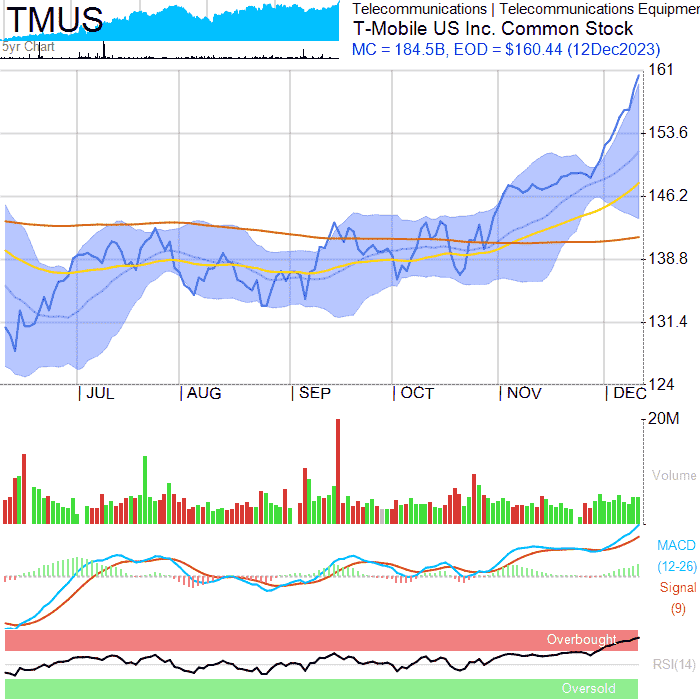 TMUS
5yr Chart
Telecommunications | Telecommunications Equipmen
T-Mobile US Inc. Common Stock
MC = 184.5B, EOD = $160.44 (12Dec2023)
161
153.6
146.2
138.8
131.4
124
| JUL | AUG | SEP | OCT | NOV | DEC
20M
Volume
MACD
(12-26)
Signal
(9)
Overbought
RSI(14)
Oversold